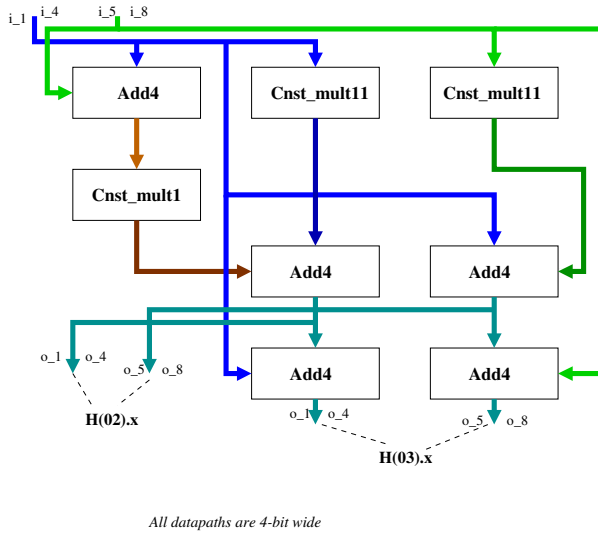 i_1 i_4 i_5 i_8
Add4 Cnst_mult11 Cnst_mult11
Cnst_mult1
Add4 Add4
o_1 o_4 o_5 o_8 Add4 Add4
H(02).x o_1 o_4 o_5 o_8
H(03).x
All datapaths are 4-bit wide